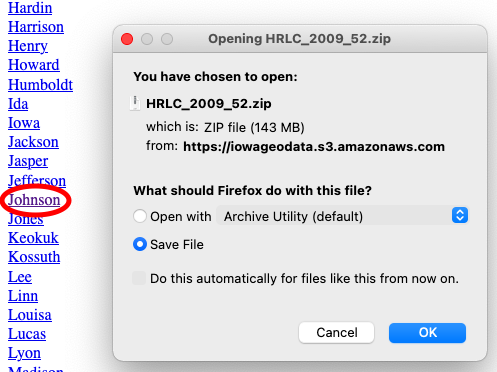 Hardin
Harrison
Henry
Howard
Humboldt
Ida
Iowa
Jackson
Jasper
Jefferson
Johnson
Jones
Keokuk
Kossuth
Lee
Linn
Louisa
Lucas
Lyon
Madison
Opening HRLC_2009_52.zip
You have chosen to open:
HRLC_2009_52.zip
which is: ZIP file (143 MB)
from: https://iowageodata.s3.amazonaws.com
What should Firefox do with this file?
Open with Archive Utility (default)
Save File
Do this automatically for files like this from now on.
Cancel OK